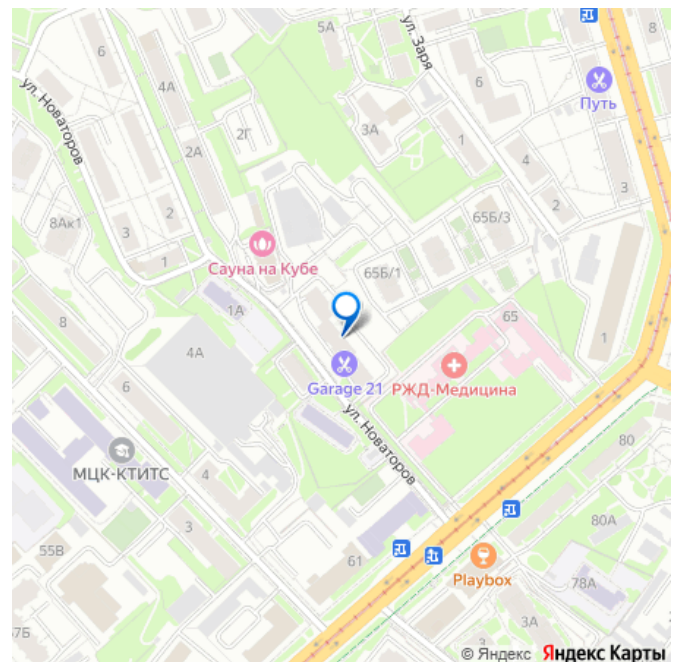 5А
8
6
ул. Заря
6
Путь
4А
ул. Новаторов
2Г
3А
1
2А
4
2
3
65Б/3
8Ак1
3
2
Сауна на Кубе
65Б/1
1
1А
65
8
4А
1
6
Garage 21
РЖД-Медицина
ул. Новаторов
МЦК-КТИТС
4
80
3
80А
55В
61
Playbox
78А
3А
7Б
© Яндекс Яндекс Карты